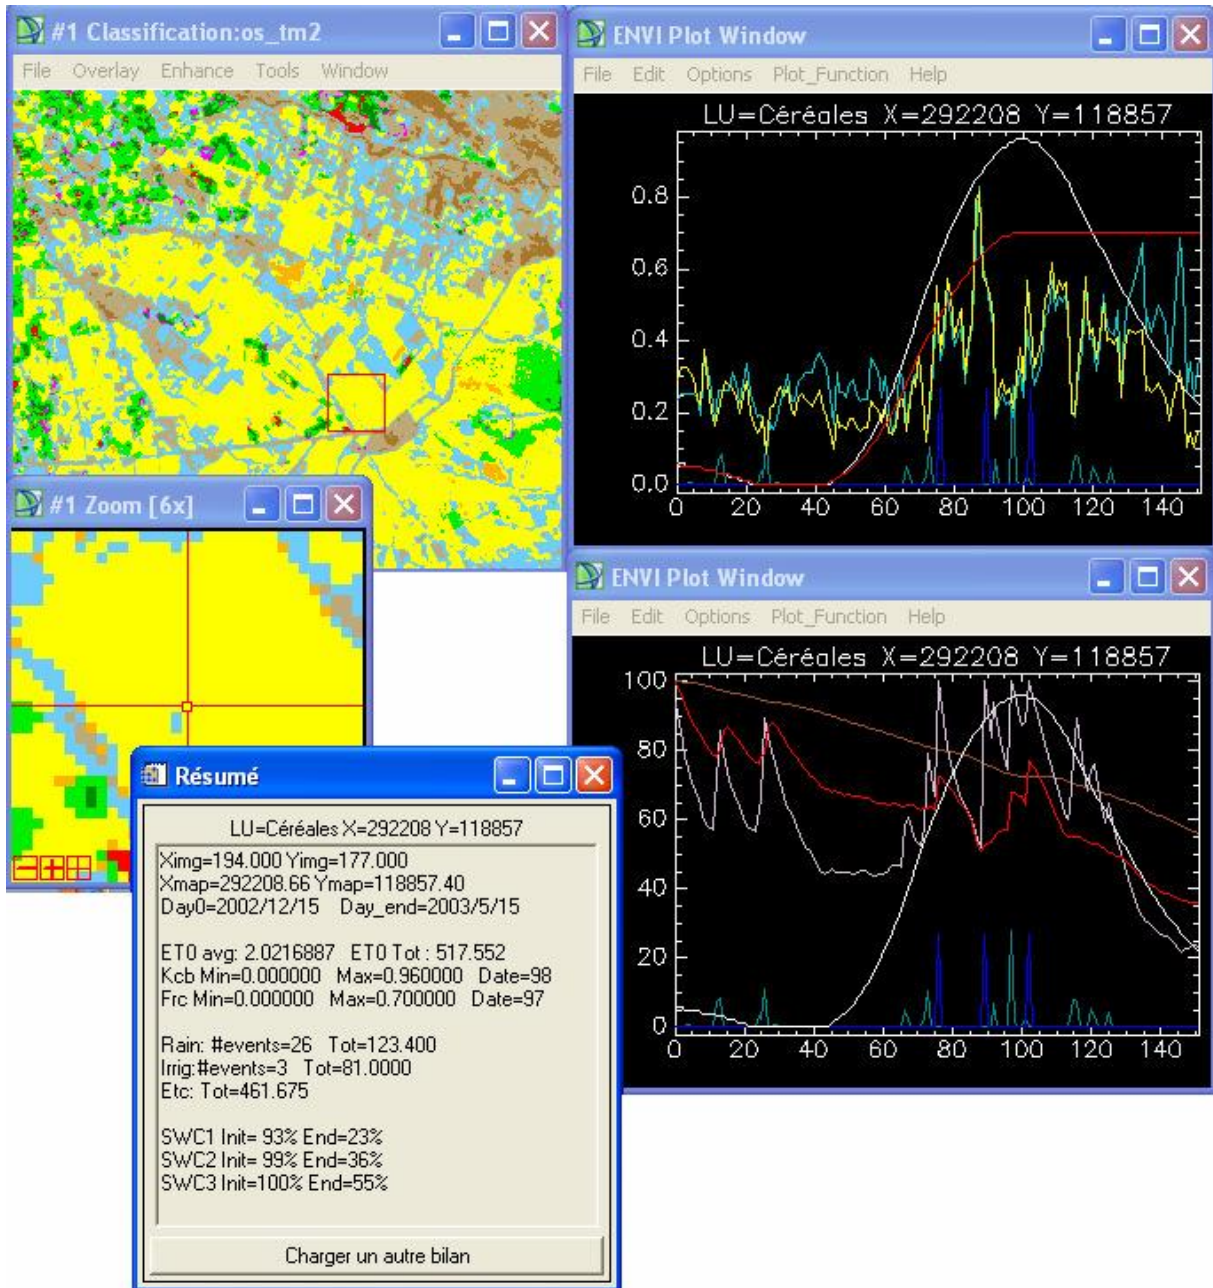 #1 Classification:os_tm2
File Overlay Enhance Tools Window
ENVI Plot Window
File Edit Options Plot_Function Help
LU=Céréales X=292208 Y=118857
0.8
0.6
0.4
0.2
0.0
0 20 40 60 80 100 120 140
#1 Zoom [6x]
ENVI Plot Window
File Edit Options Plot_Function Help
LU=Céréales X=292208 Y=118857
100
80
60
40
20
0
0 20 40 60 80 100 120 140
Résumé
LU=Céréales X=292208 Y=118857
Ximg=194.000 Yimg=177.000
Xmap=292208.66 Ymap=118857.40
Day0=2002/12/15 Day_end=2003/5/15
ET0 avg: 2.0216887 ET0 Tot : 517.552
Kcb Min=0.000000 Max=0.960000 Date=98
Frc Min=0.000000 Max=0.700000 Date=97
Rain: #events=26 Tot=123.400
Irrig:#events=3 Tot=81.0000
Etc: Tot=461.675
SWC1 Init= 93% End=23%
SWC2 Init= 99% End=36%
SWC3 Init=100% End=55%
Charger un autre bilan